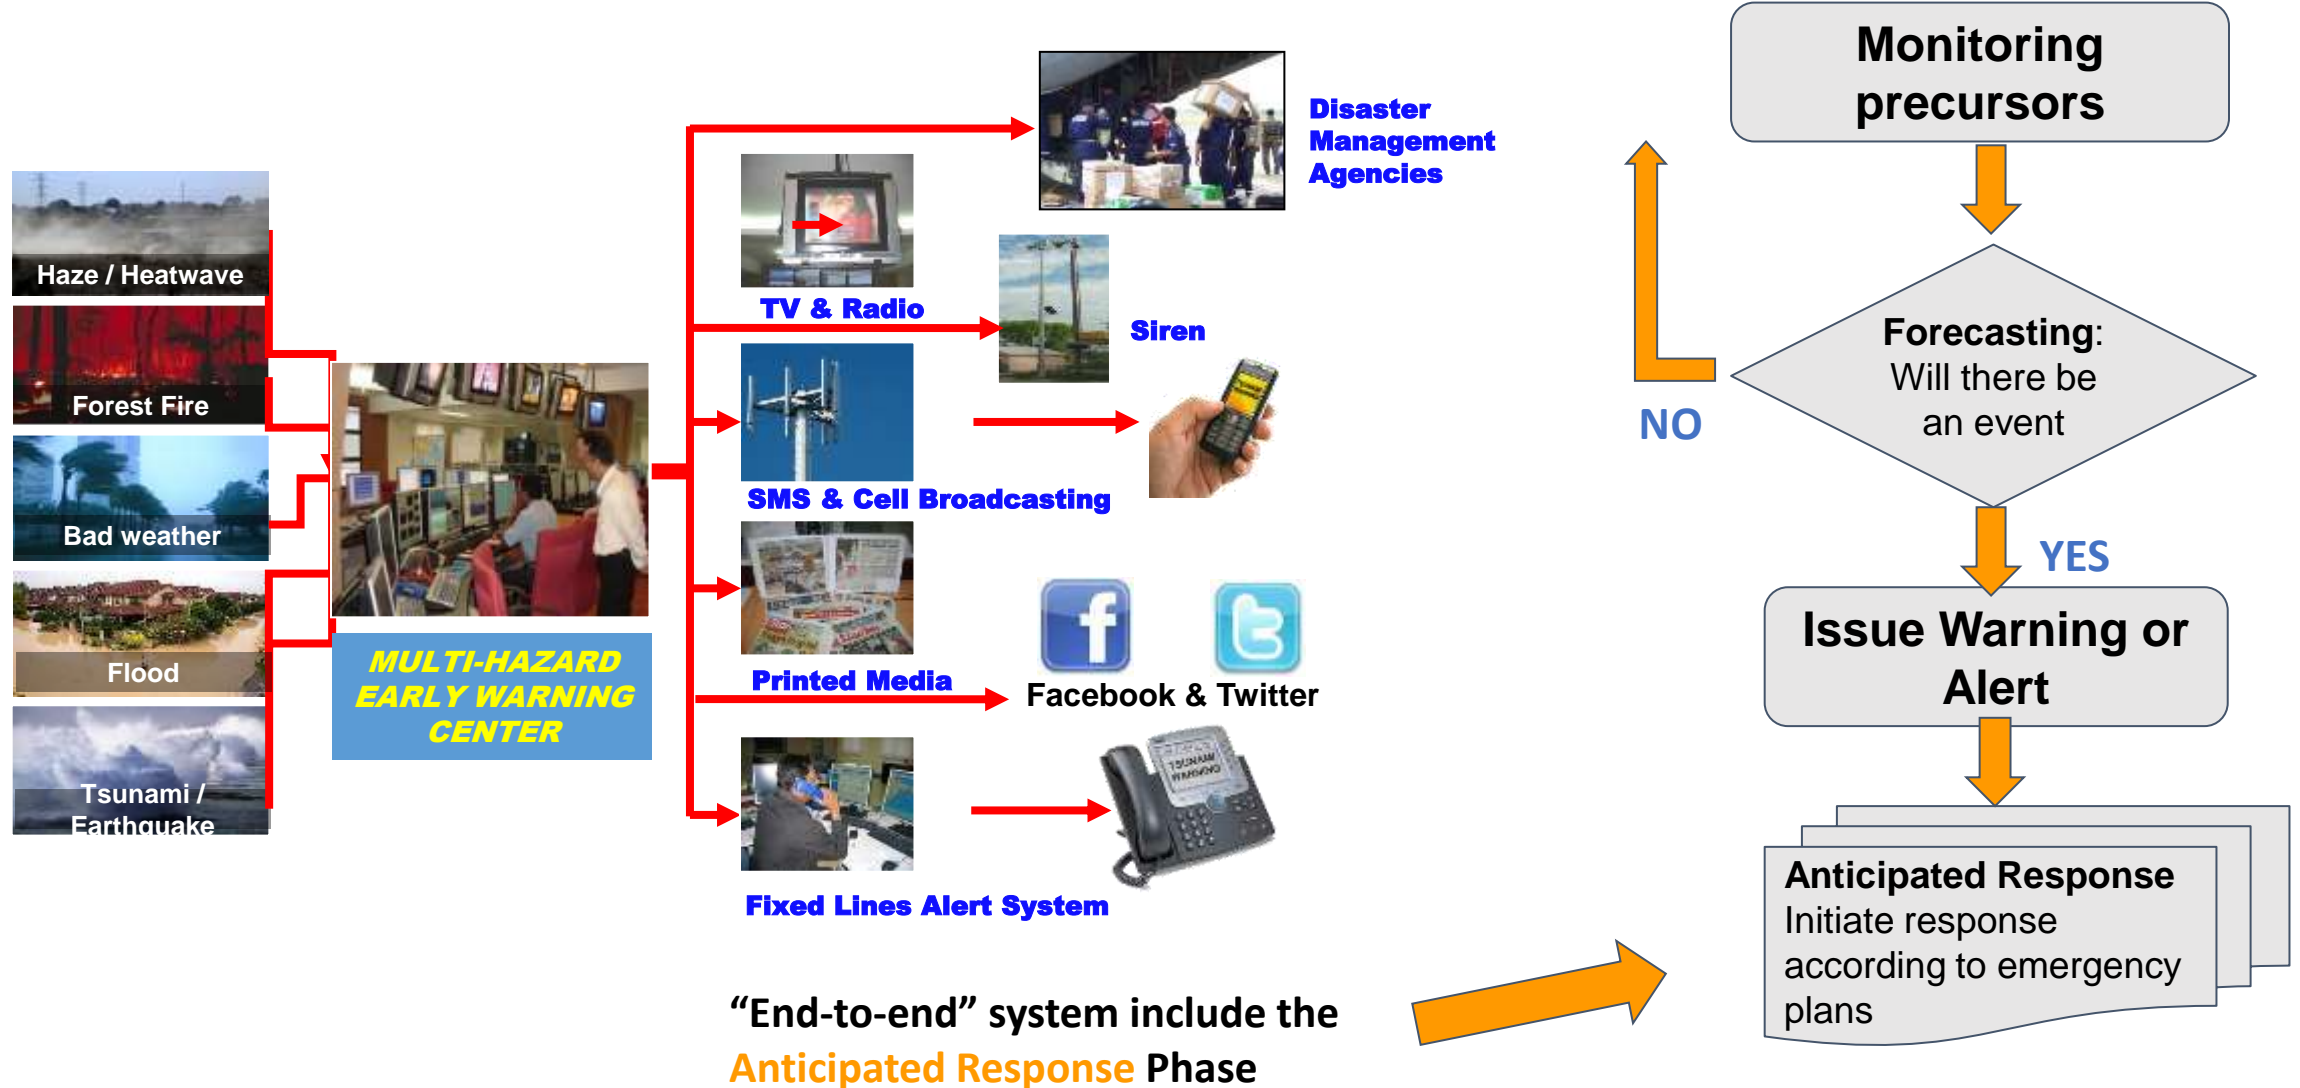 Haze / Heatwave
Forest Fire
Bad weather
Flood
Tsunami /
Earthquake
MULTI-HAZARD
EARLY WARNING
CENTER
Disaster
Management
Agencies
TV & Radio
Siren
SMS & Cell Broadcasting
Printed Media
Facebook & Twitter
TSUNAMI
WARNING
Fixed Lines Alert System
“End-to-end” system include the
Anticipated Response Phase
Monitoring
precursors
Forecasting:
Will there be
an event
NO
YES
Issue Warning or
Alert
Anticipated Response
Initiate response
according to emergency
plans